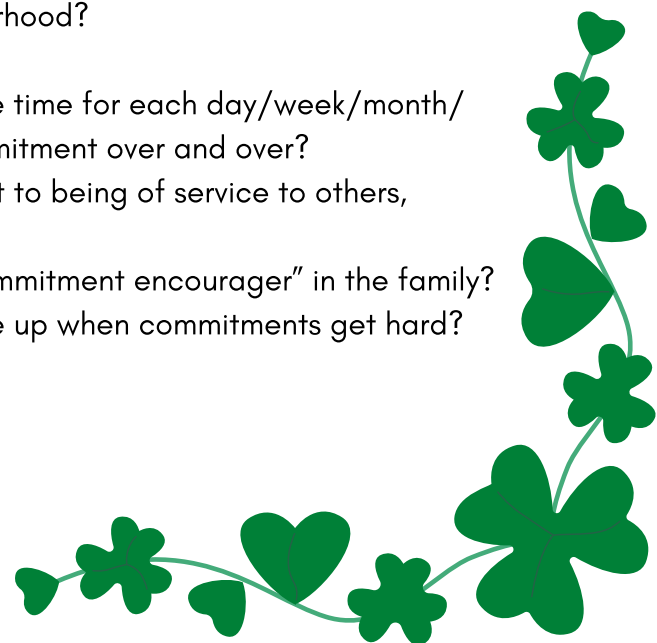 rhood?
e time for each day/week/month/
mitment over and over?
t to being of service to others,
mmitment encourager” in the family?
e up when commitments get hard?